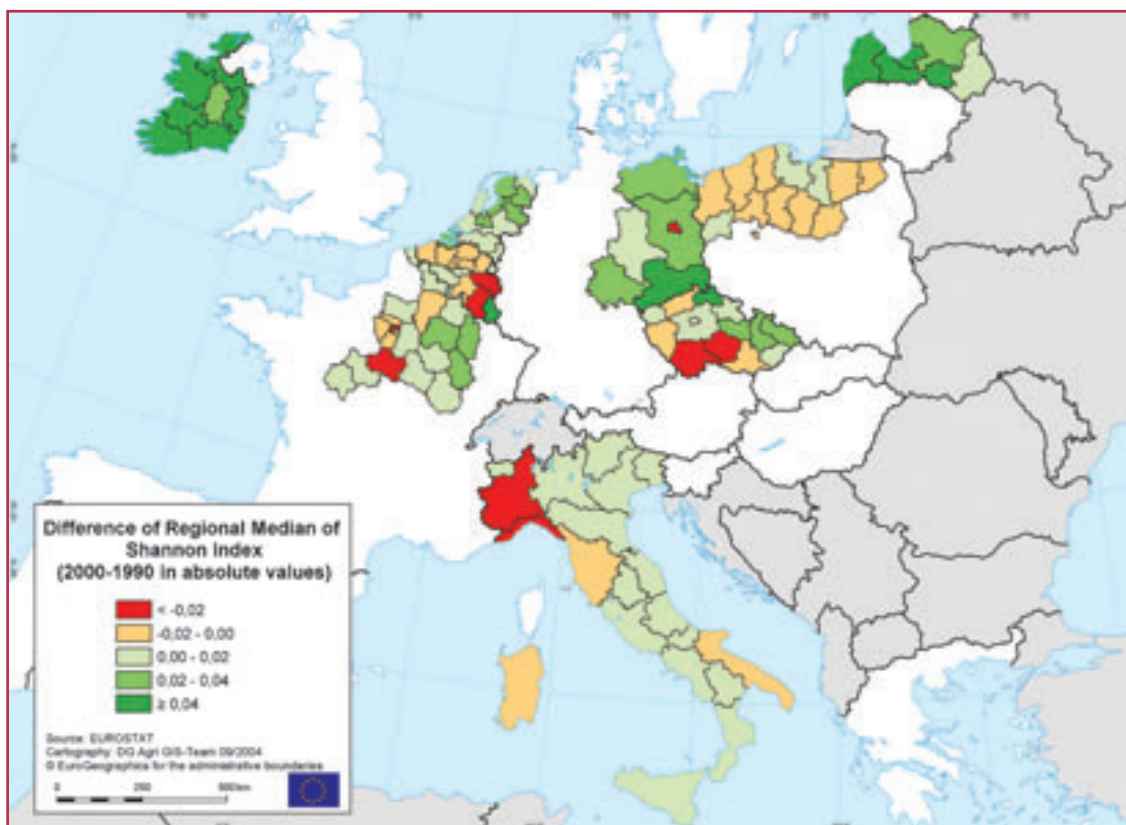 Difference of Regional Median of
Shannon Index
(2000-1990 in absolute values)
< -0,02
-0,02 - 0,00
0,00 - 0,02
0,02 - 0,04
≥ 0,04
Source: EUROSTAT
Cartography: DG Agri GIS-Team 09/2004
© EuroGeographics for the administrative boundaries
0 250 500 km